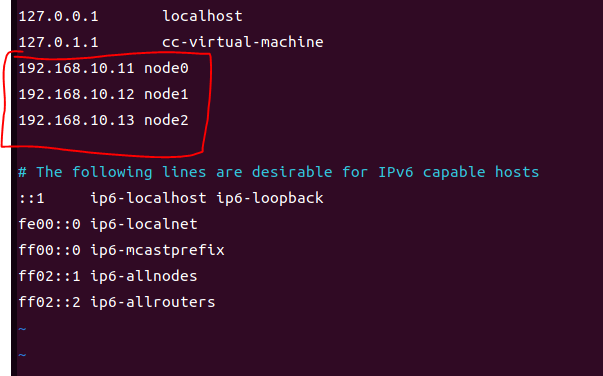 127.0.0.1 localhost
127.0.1.1 cc-virtual-machine
192.168.10.11 node0
192.168.10.12 node1
192.168.10.13 node2
# The following lines are desirable for IPv6 capable hosts
::1 ip6-localhost ip6-loopback
fe00::0 ip6-localnet
ff00::0 ip6-mcastprefix
ff02::1 ip6-allnodes
ff02::2 ip6-allrouters
~
~